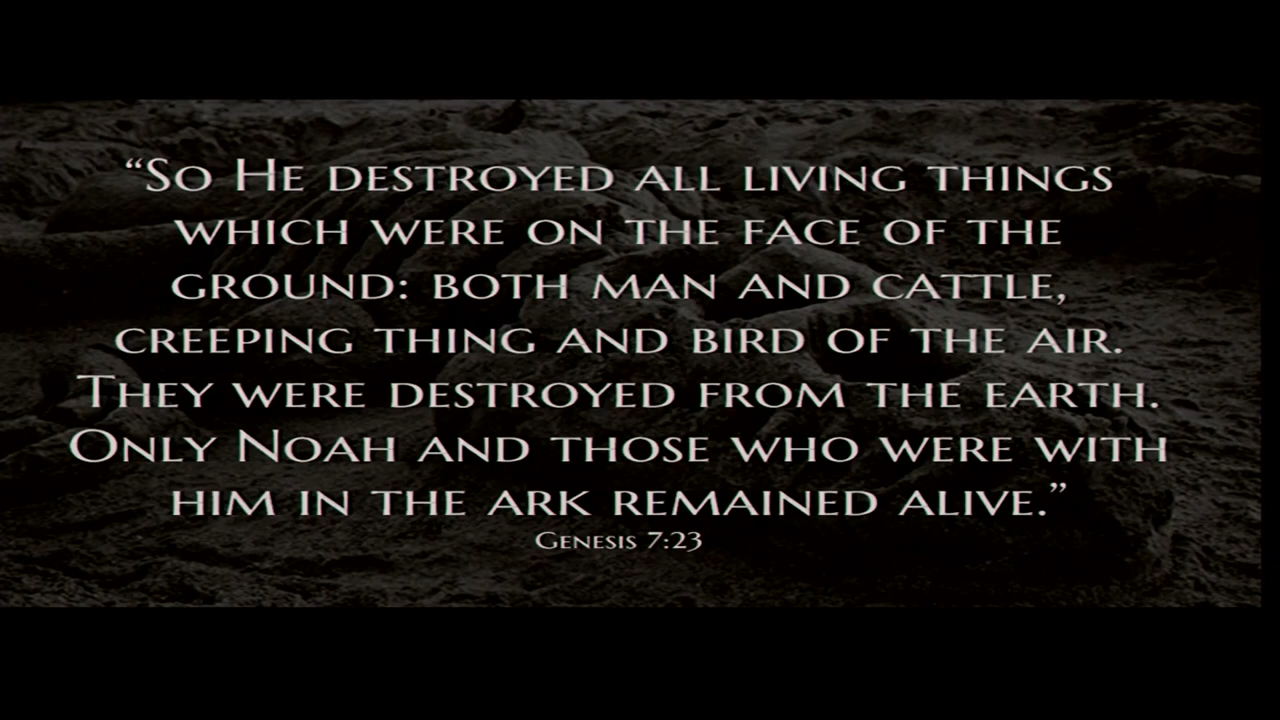 “So He destroyed all living things
which were on the face of the
ground: both man and cattle,
creeping thing and bird of the air.
They were destroyed from the earth.
Only Noah and those who were with
him in the ark remained alive.”
Genesis 7:23